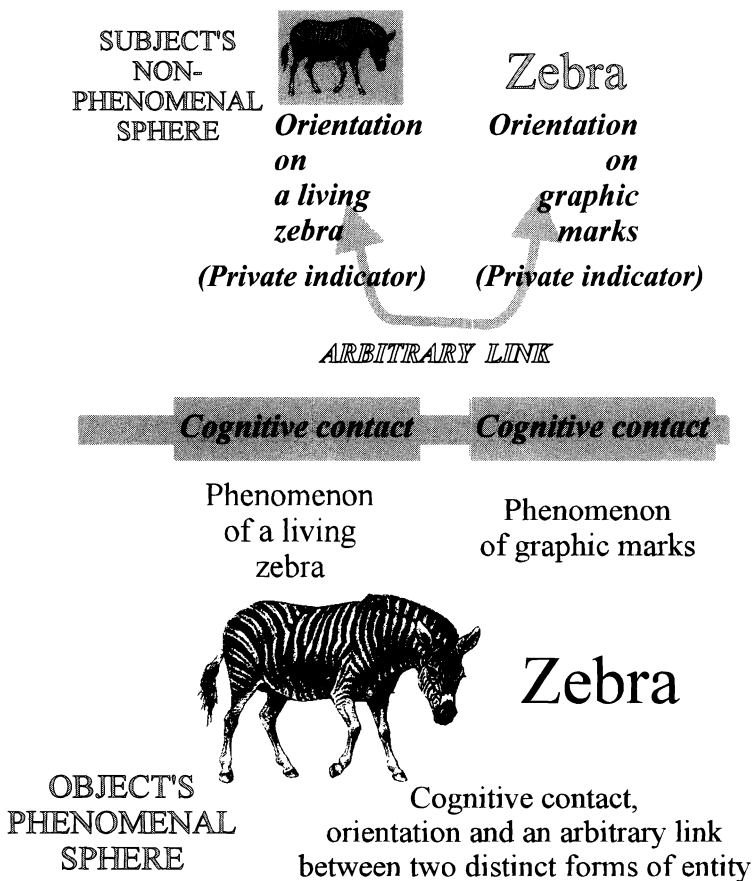 SUBJECT'S
NON-
PHENOMENAL
SPHERE
Zebra
Orientation
on
a living
zebra
(Private indicator)
Orientation
on
graphic
marks
(Private indicator)
ARBITRARY LINK
Cognitive contact
Cognitive contact
Phenomenon
of a living
zebra
Phenomenon
of graphic marks
Zebra
OBJECT'S
PHENOMENAL
SPHERE
Cognitive contact,
orientation and an arbitrary link
between two distinct forms of entity